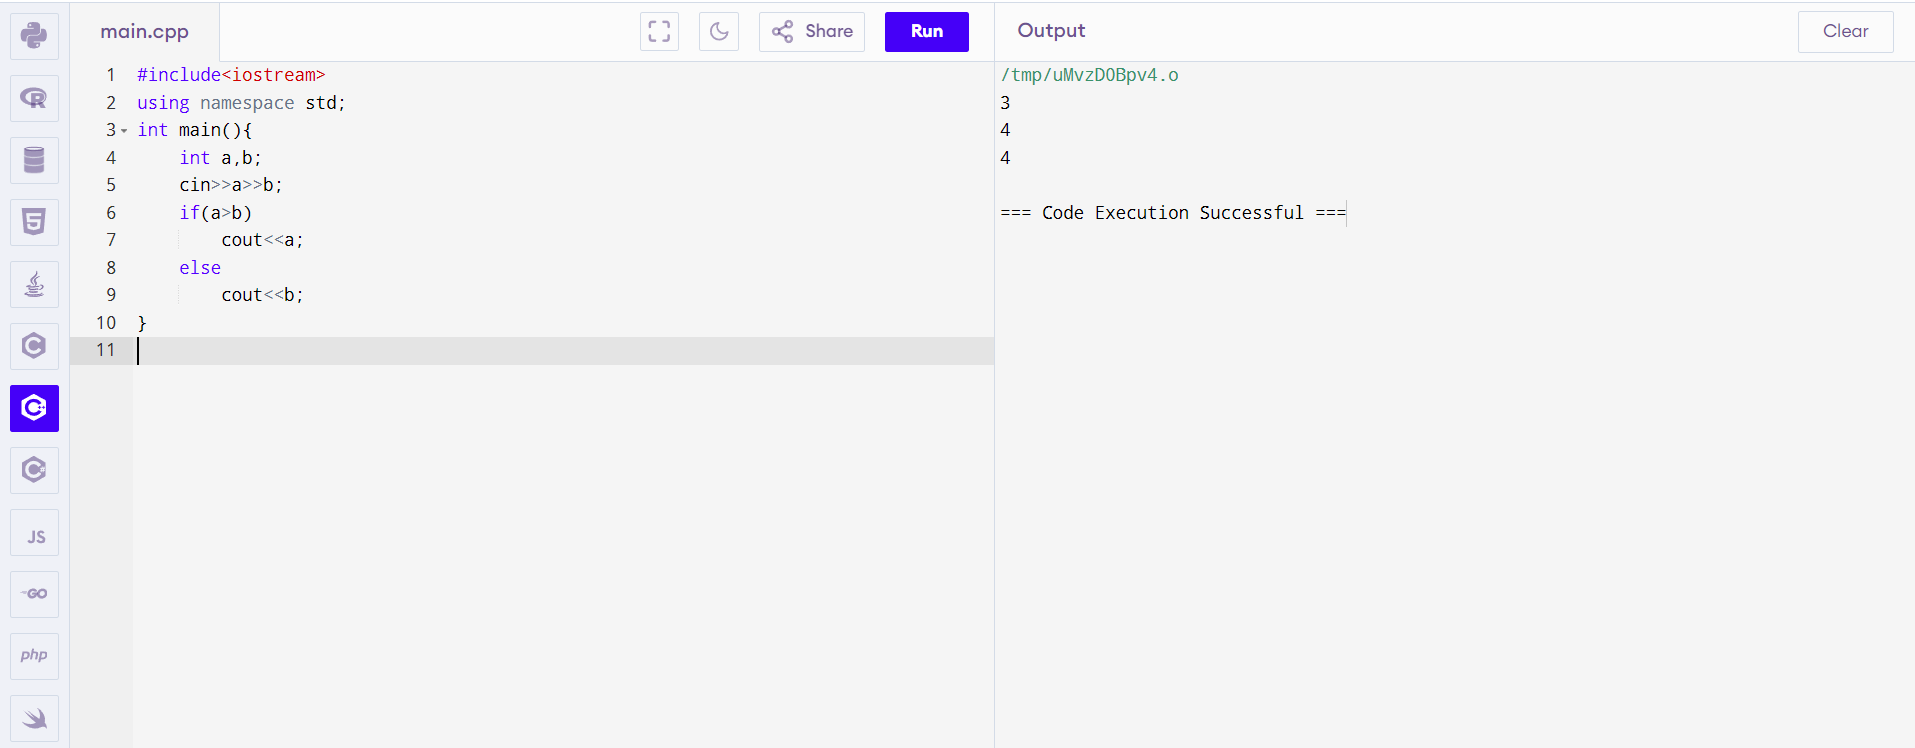 main.cpp
Share
Run
Output
Clear
1 #include<iostream>
2 using namespace std;
3 int main(){
4     int a,b;
5     cin>>a>>b;
6     if(a>b)
7         cout<<a;
8     else
9         cout<<b;
10 }
11
/tmp/uMvzDOBpv4.o
3
4
4
=== Code Execution Successful ===
R
5
C
C++
C#
JS
GO
php